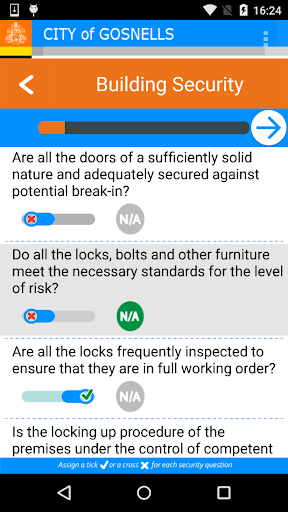 16:24
CITY of GOSNELLS
Building Security
Are all the doors of a sufficiently solid
nature and adequately secured against
potential break-in?
N/A
Do all the locks, bolts and other furniture
meet the necessary standards for the level
of risk?
N/A
Are all the locks frequently inspected to
ensure that they are in full working order?
N/A
Is the locking up procedure of the
premises under the control of competent
Assign a tick or a cross for each security question